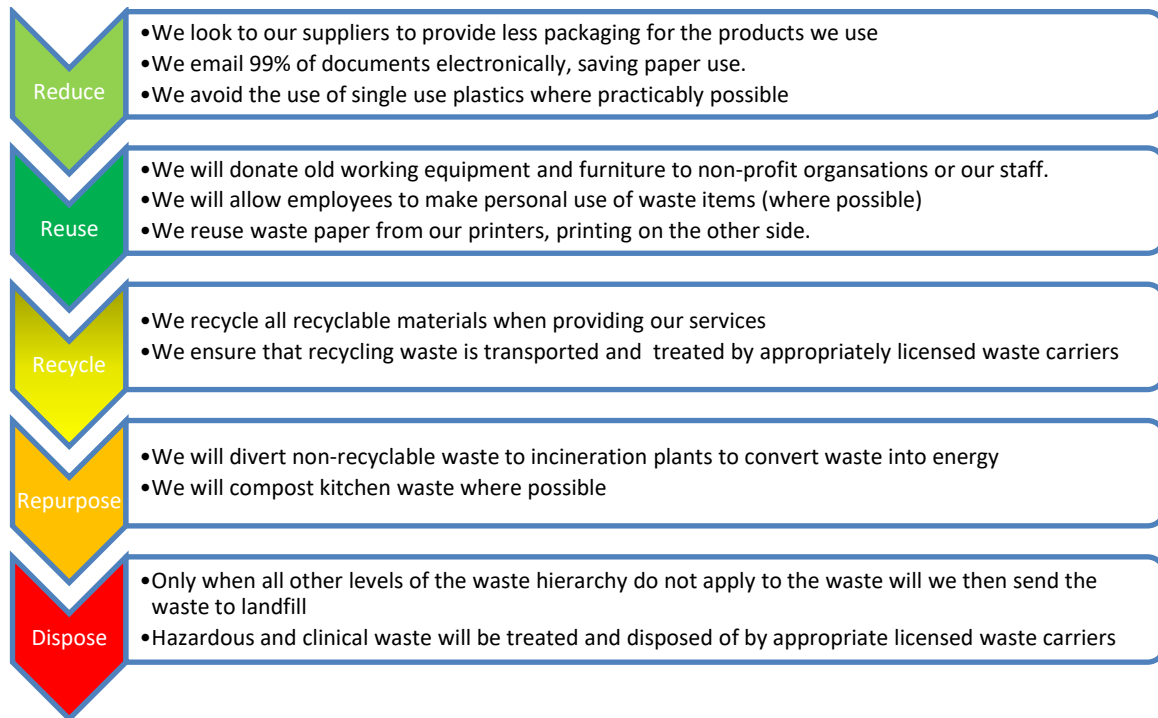 Reduce
•We look to our suppliers to provide less packaging for the products we use
•We email 99% of documents electronically, saving paper use.
•We avoid the use of single use plastics where practicably possible
Reuse
•We will donate old working equipment and furniture to non-profit organsations or our staff.
•We will allow employees to make personal use of waste items (where possible)
•We reuse waste paper from our printers, printing on the other side.
Recycle
•We recycle all recyclable materials when providing our services
•We ensure that recycling waste is transported and  treated by appropriately licensed waste carriers
Repurpose
•We will divert non-recyclable waste to incineration plants to convert waste into energy
•We will compost kitchen waste where possible
Dispose
•Only when all other levels of the waste hierarchy do not apply to the waste will we then send the
waste to landfill
•Hazardous and clinical waste will be treated and disposed of by appropriate licensed waste carriers